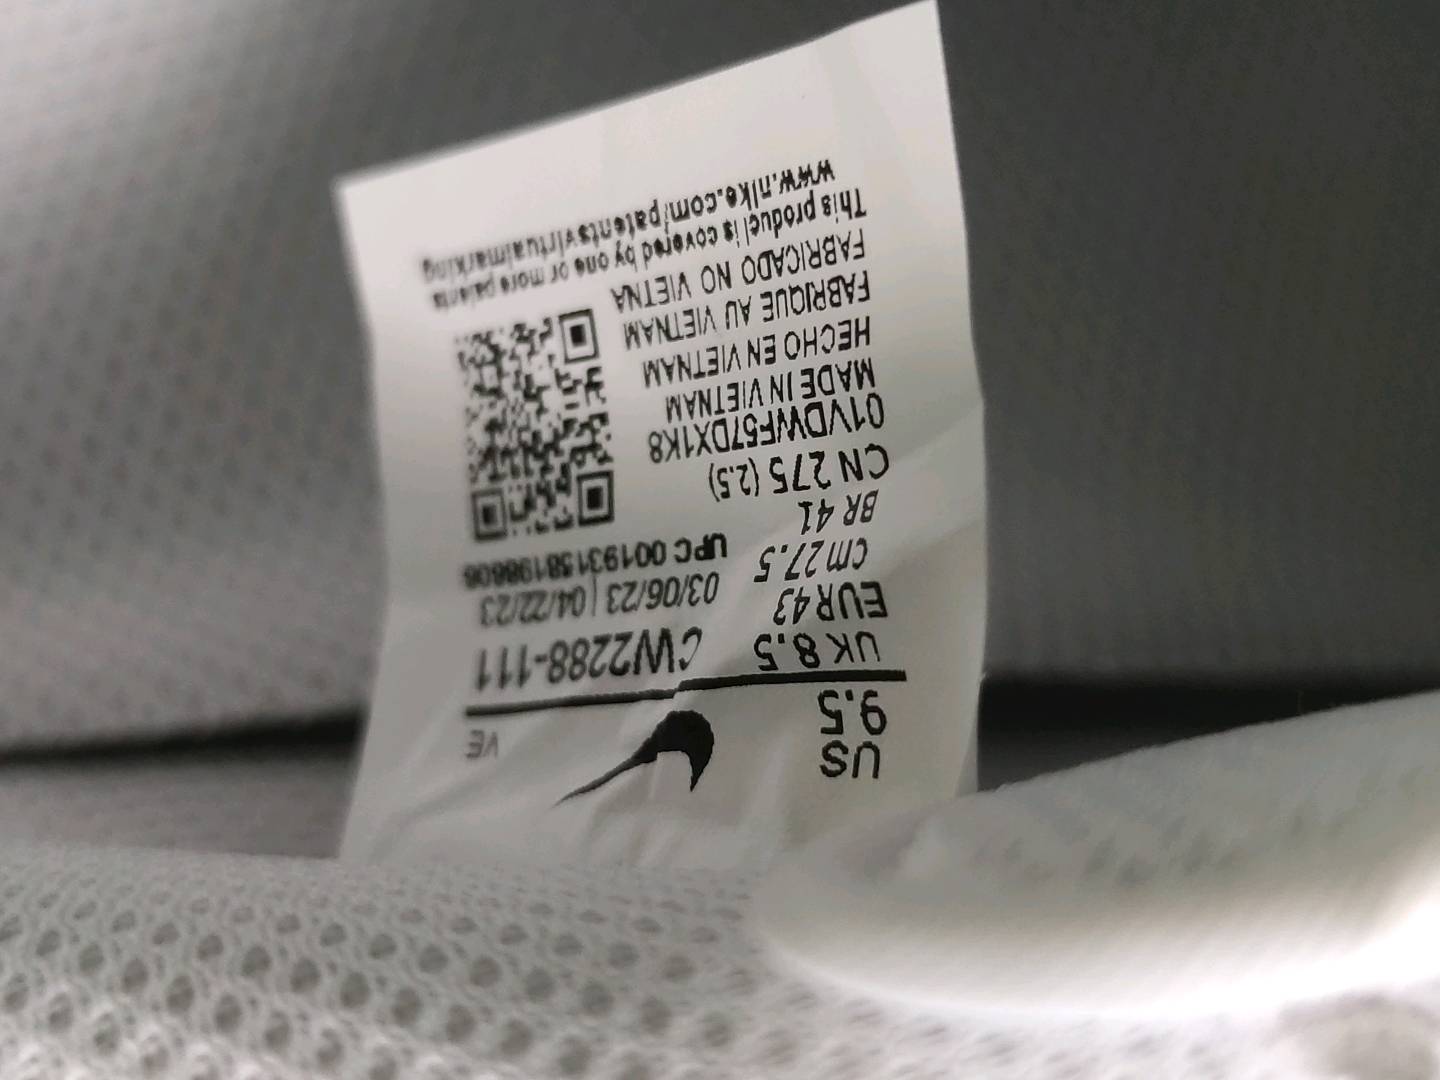 US
9.5
VE
UK 8.5
EUR 43
cm 27.5
BR 41
CN 275 (2.5)
CW2288-111
03/06/23 | 04/22/23
UPC 00193158198606
01VDWF57DX1K8
MADE IN VIETNAM
HECHO EN VIETNAM
FABRIQUE AU VIETNAM
FABRICADO NO VIETNA
This product is covered by one or more patents
www.nike.com/patentsvirtualmarking